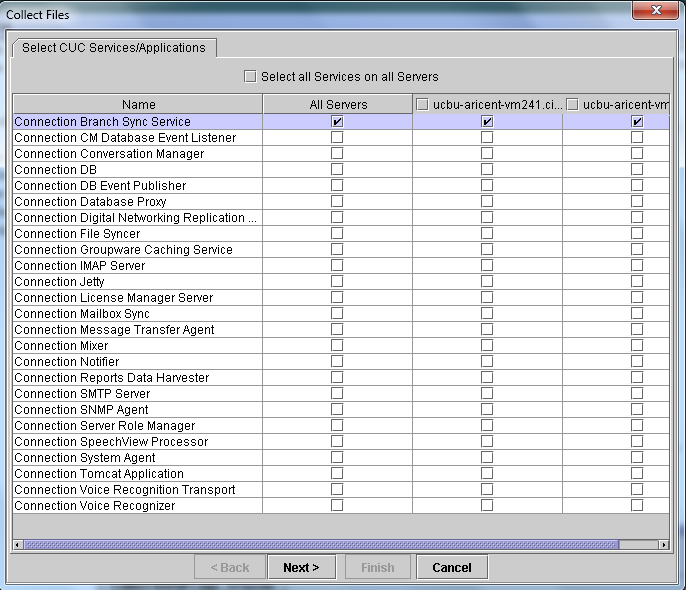 Collect Files
Select CUC Services/Applications
Select all Services on all Servers
Name All Servers ucbu-aricent-vm241.ci... ucbu-aricent-vm
Connection Branch Sync Service
Connection CM Database Event Listener
Connection Conversation Manager
Connection DB
Connection DB Event Publisher
Connection Database Proxy
Connection Digital Networking Replication ...
Connection File Syncer
Connection Groupware Caching Service
Connection IMAP Server
Connection Jetty
Connection License Manager Server
Connection Mailbox Sync
Connection Message Transfer Agent
Connection Mixer
Connection Notifier
Connection Reports Data Harvester
Connection SMTP Server
Connection SNMP Agent
Connection Server Role Manager
Connection SpeechView Processor
Connection System Agent
Connection Tomcat Application
Connection Voice Recognition Transport
Connection Voice Recognizer
< Back Next > Finish Cancel